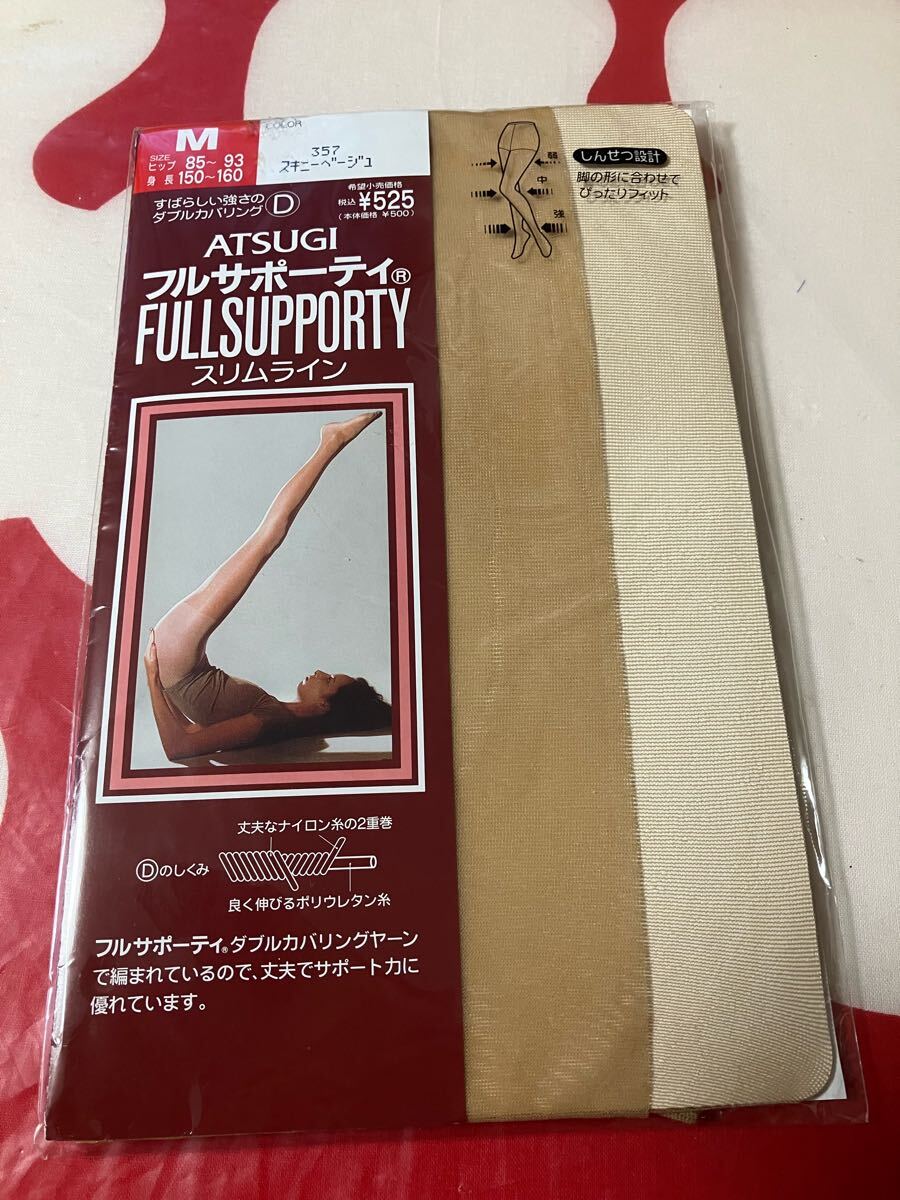 M
SIZE
ヒップ 85〜93
身長 150〜160
COLOR
357
スキニーベージュ
すばらしい強さの
ダブルカバリング Ⓓ
希望小売価格
税込 ¥525
(本体価格 ¥500)
ATSUGI
フルサポーティ®
FULLSUPPORTY
スリムライン
弱
中
強
しんせつ設計
脚の形に合わせて
ぴったりフィット
丈夫なナイロン糸の2重巻
Ⓓのしくみ
良く伸びるポリウレタン糸
フルサポーティ®ダブルカバリングヤーン
で編まれているので、丈夫でサポート力に
優れています。